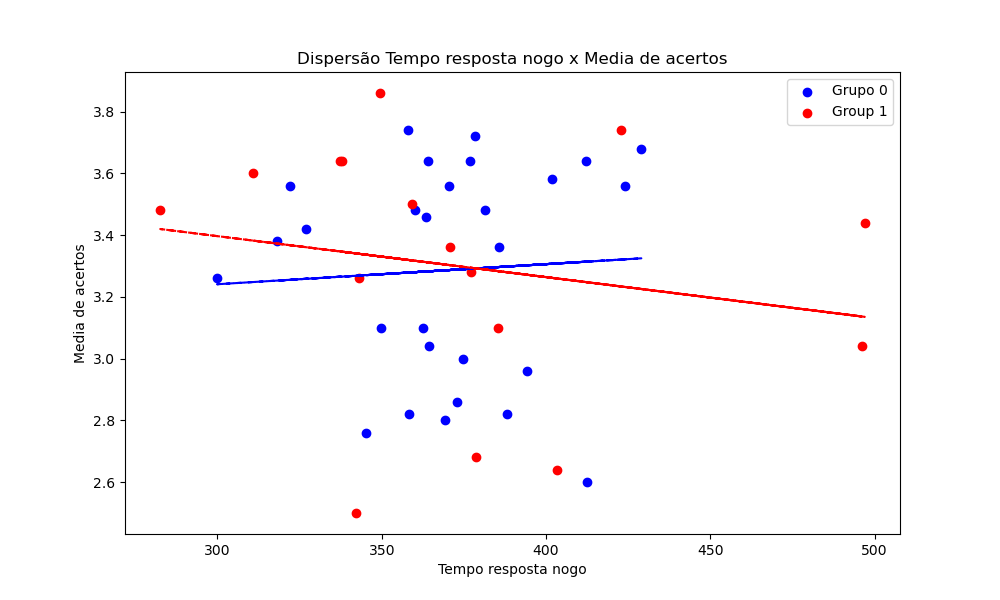 Dispersão Tempo resposta nogo x Media de acertos
Grupo 0
Group 1
3.8
3.6
3.4
3.2
3.0
2.8
2.6
Media de acertos
300
350
400
450
500
Tempo resposta nogo